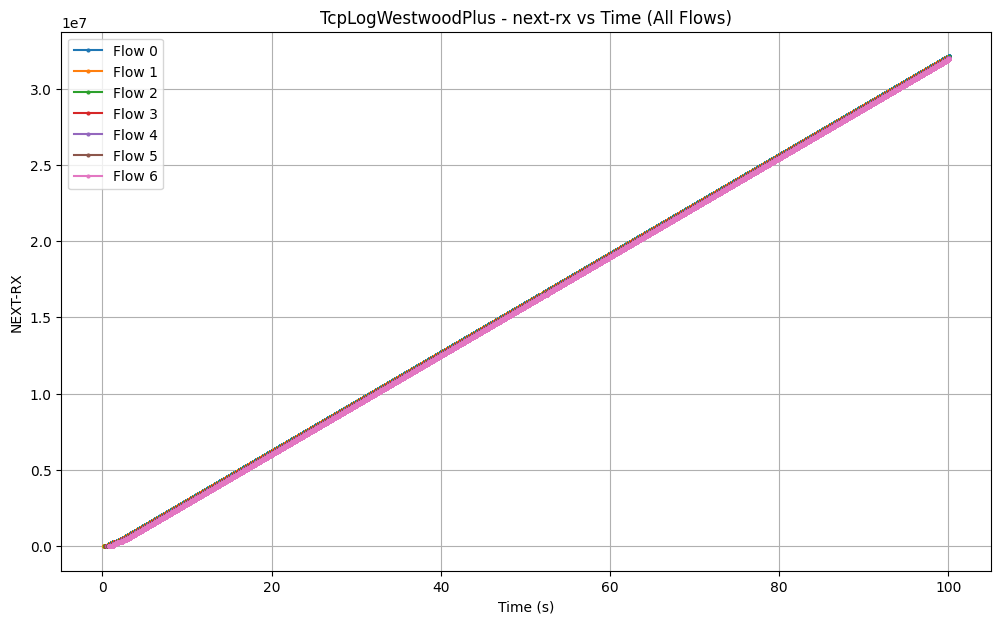 TcpLogWestwoodPlus - next-rx vs Time (All Flows)
1e7
Flow 0
Flow 1
Flow 2
Flow 3
Flow 4
Flow 5
Flow 6
3.0
2.5
2.0
1.5
1.0
0.5
0.0
NEXT-RX
0 20 40 60 80 100
Time (s)